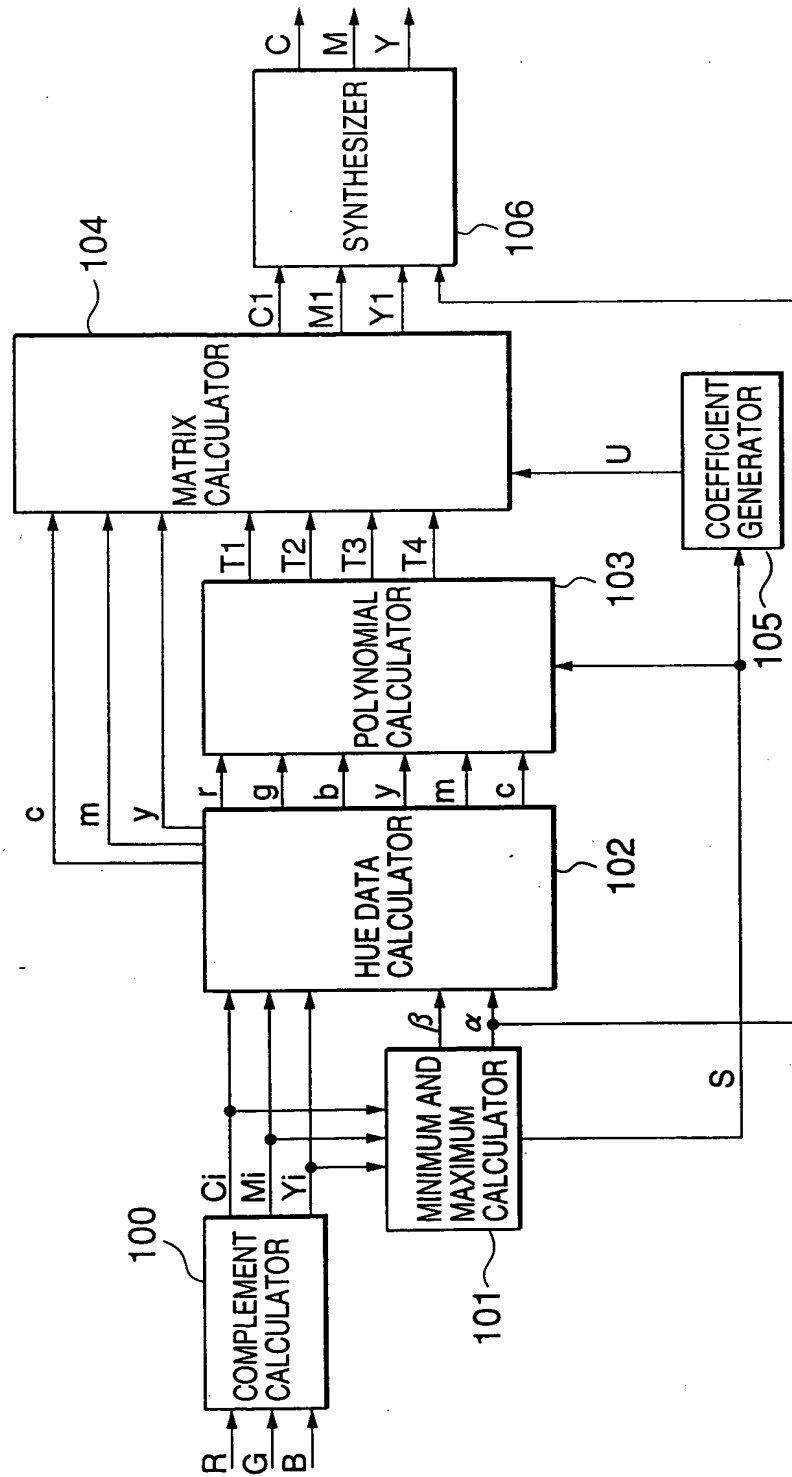 R
G
B
COMPLEMENT
CALCULATOR
100
Ci
Mi
Yi
MINIMUM AND
MAXIMUM
CALCULATOR
101
β
α
S
HUE DATA
CALCULATOR
102
c
m
y
r
g
b
y
m
c
POLYNOMIAL
CALCULATOR
103
T1
T2
T3
T4
MATRIX
CALCULATOR
104
COEFFICIENT
GENERATOR
105
U
C1
M1
Y1
SYNTHESIZER
106
C
M
Y